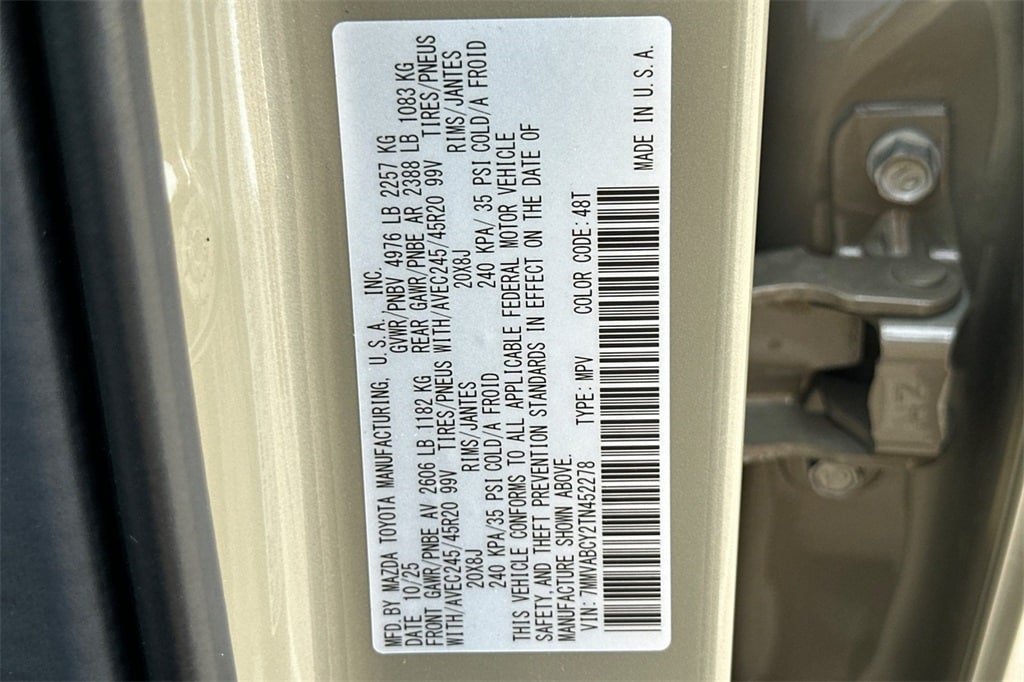 MFD. BY MAZDA TOYOTA MANUFACTURING, U.S.A. INC.
DATE 10/25 GVWR/PNBV 4976 LB 2257 KG
FRONT GAWR/PNBE AV 2606 LB 1182 KG REAR GAWR/PNBE AR 2388 LB 1083 KG
WITH/AVEC245/45R20 99V TIRES/PNEUS WITH/AVEC245/45R20 99V TIRES/PNEUS
20X8J RIMS/JANTES 20X8J RIMS/JANTES
240 KPA/35 PSI COLD/A FROID 240 KPA/ 35 PSI COLD/A FROID
THIS VEHICLE CONFORMS TO ALL APPLICABLE FEDERAL MOTOR VEHICLE
SAFETY,AND THEFT PREVENTION STANDARDS IN EFFECT ON THE DATE OF
MANUFACTURE SHOWN ABOVE.
VIN: 7MMVABCY2TN452278 TYPE: MPV COLOR CODE: 48T
MADE IN U.S.A.